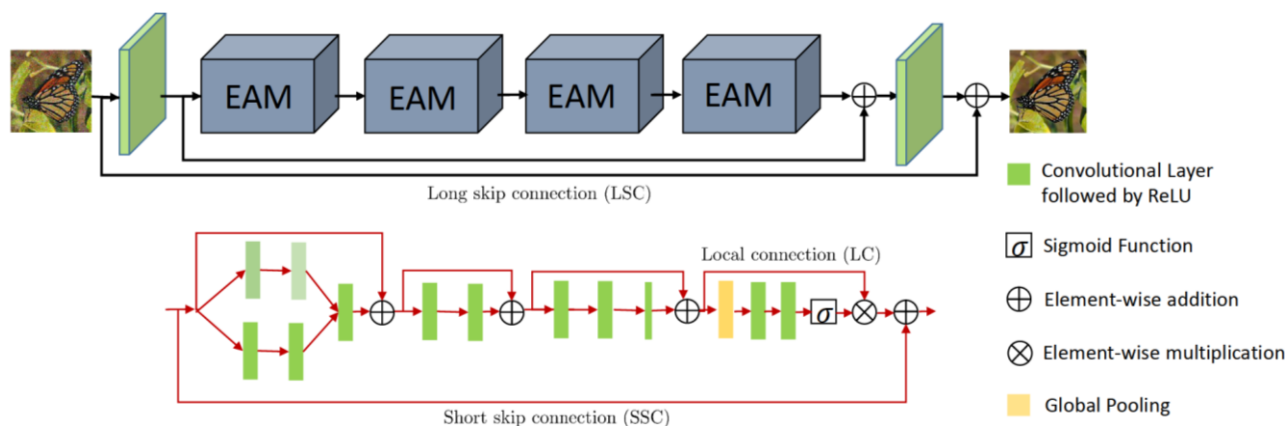 EAM
EAM
EAM
EAM
Long skip connection (LSC)
Convolutional Layer
followed by ReLU
Local connection (LC)
σ
Sigmoid Function
Element-wise addition
σ
Element-wise multiplication
Short skip connection (SSC)
Global Pooling